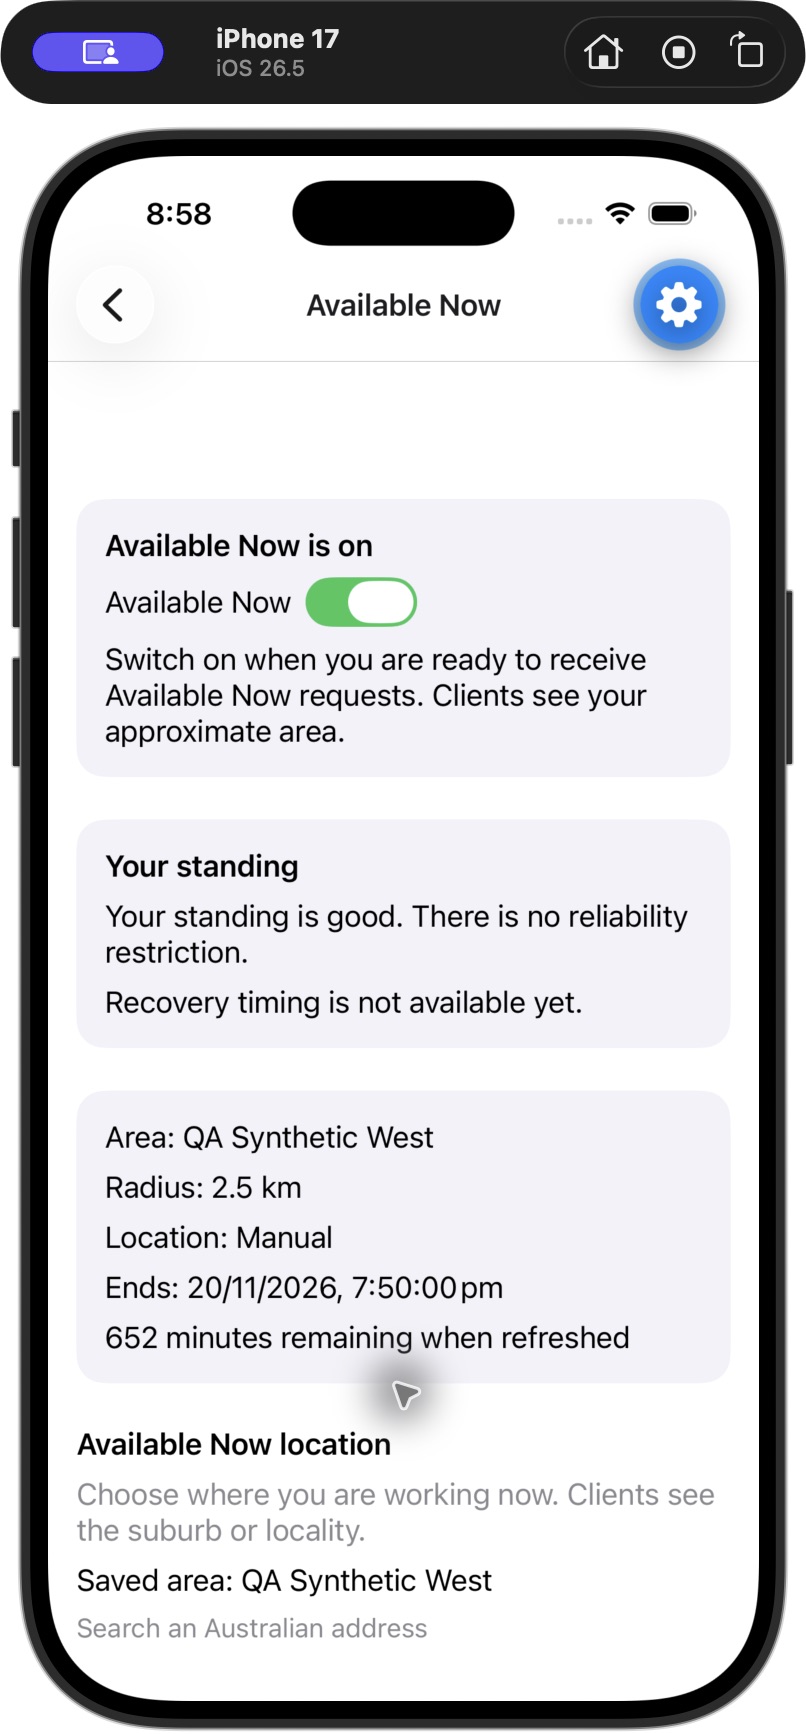 iPhone 17
iOS 26.5
8:58
Available Now
Available Now is on
Available Now
Switch on when you are ready to receive
Available Now requests. Clients see your
approximate area.
Your standing
Your standing is good. There is no reliability
restriction.
Recovery timing is not available yet.
Area: QA Synthetic West
Radius: 2.5 km
Location: Manual
Ends: 20/11/2026, 7:50:00 pm
652 minutes remaining when refreshed
Available Now location
Choose where you are working now. Clients see
the suburb or locality.
Saved area: QA Synthetic West
Search an Australian address